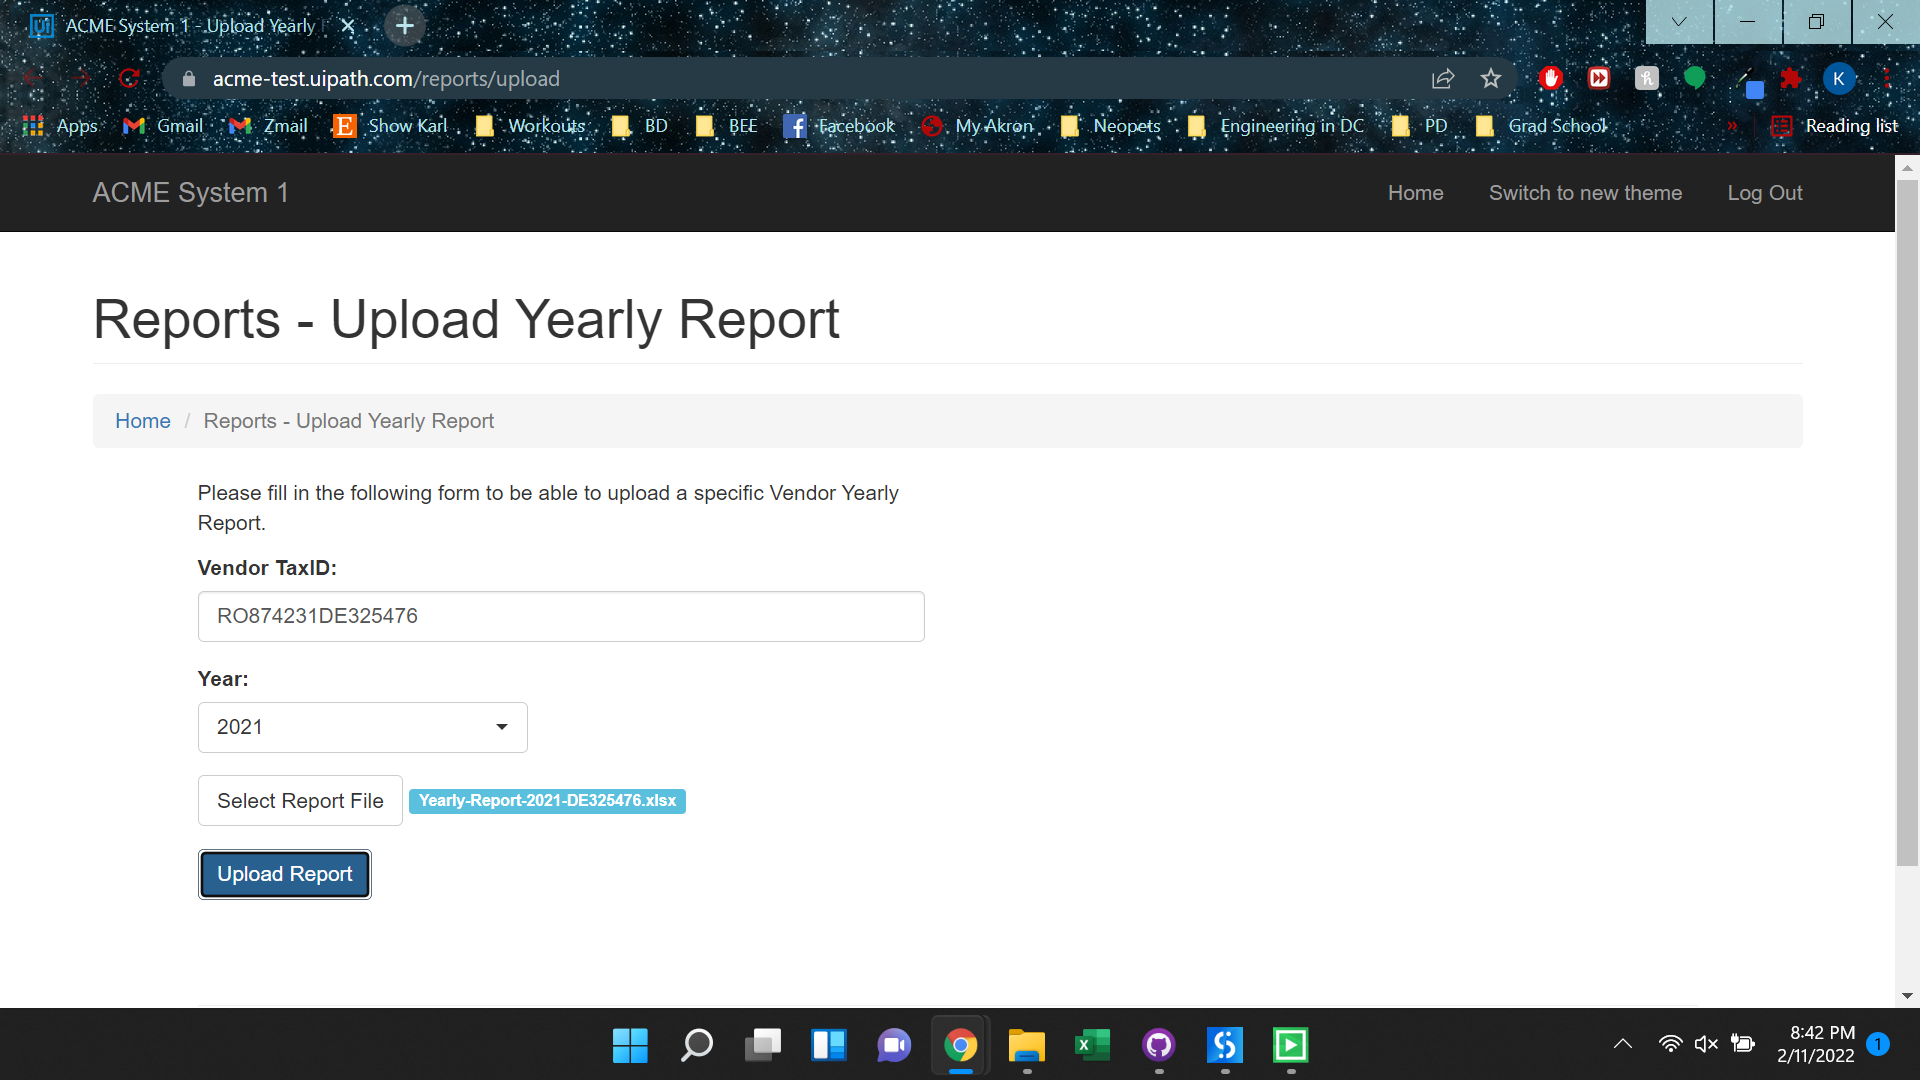 ACME System 1 - Upload Yearly
acme-test.uipath.com/reports/upload
K
Apps Gmail Zmail Show Karl Workouts BD BEE Facebook My Akron Neopets Engineering in DC PD Grad School » Reading list
ACME System 1 Home Switch to new theme Log Out
Reports - Upload Yearly Report
Home / Reports - Upload Yearly Report
Please fill in the following form to be able to upload a specific Vendor Yearly
Report.
Vendor TaxID:
RO874231DE325476
Year:
2021
Select Report File Yearly-Report-2021-DE325476.xlsx
Upload Report
8:42 PM
2/11/2022
1